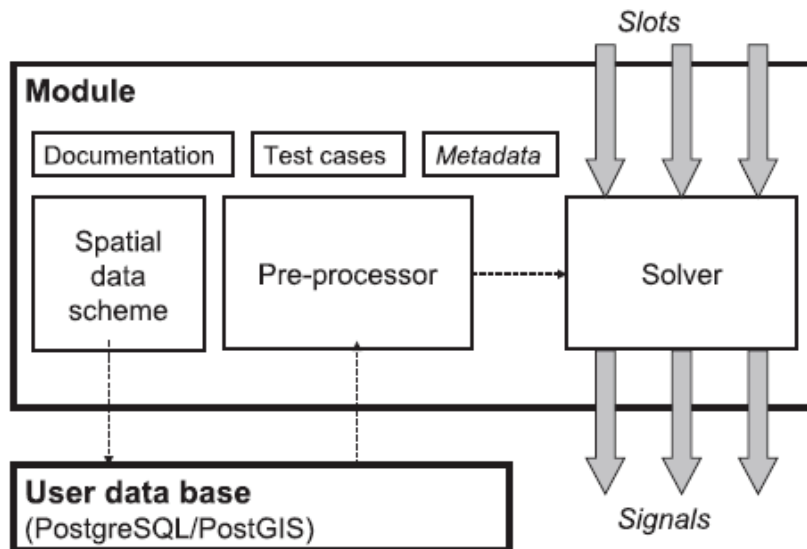 Slots
Module
Documentation
Test cases
Metadata
Spatial
data
scheme
Pre-processor
Solver
User data base
(PostgreSQL/PostGIS)
Signals